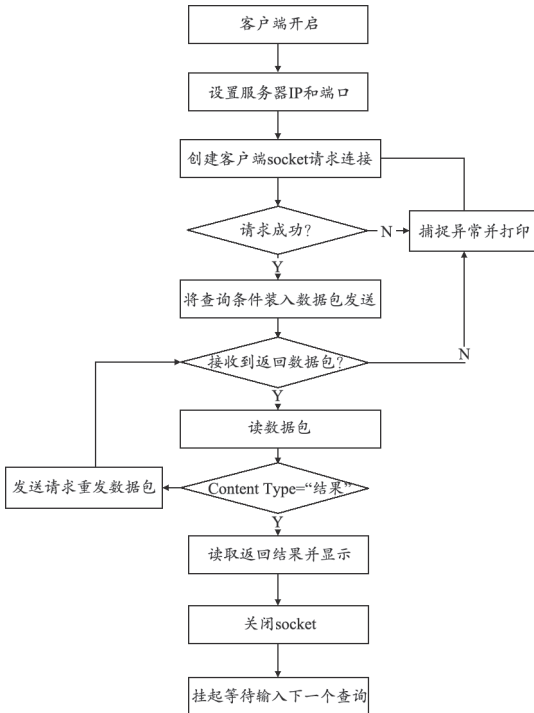 客户端开启
设置服务器IP和端口
创建客户端socket请求连接
请求成功?
N
捕捉异常并打印
Y
将查询条件装入数据包发送
接收到返回数据包?
N
Y
读数据包
发送请求重发数据包
Content Type=“结果”
Y
读取返回结果并显示
关闭socket
挂起等待输入下一个查询